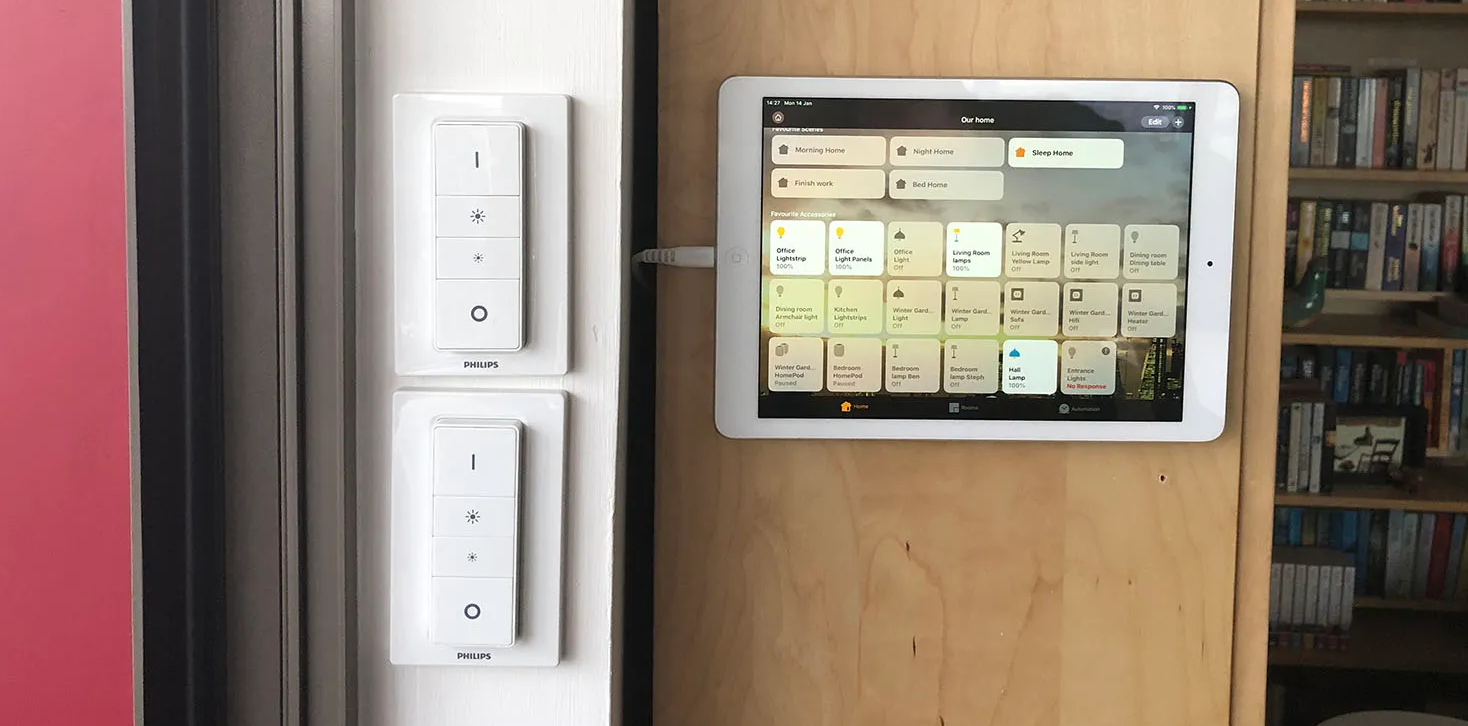 PHILIPS
PHILIPS
14:27 Mon 14 Jan
100%
Our home
Edit
Favourite Scenes
Morning Home
Night Home
Sleep Home
Finish work
Bed Home
Favourite Accessories
Office
Lightstrip
100%
Office
Light Panels
100%
Office
Light
Off
Living Room
lamps
100%
Living Room
Yellow Lamp
Off
Living Room
side light
Off
Dining room
Dining table
Off
Dining room
Armchair light
Off
Kitchen
Lightstrips
Off
Winter Gard...
Light
Off
Winter Gard...
Lamp
Off
Winter Gard...
Sofa
Off
Winter Gard...
Hifi
Off
Winter Gard...
Heater
Off
Winter Gard...
HomePod
Paused
Bedroom
HomePod
Paused
Bedroom
lamp Ben
Off
Bedroom
lamp Steph
Off
Hall
Lamp
100%
Entrance
Lights
No Response
Home
Rooms
Automation